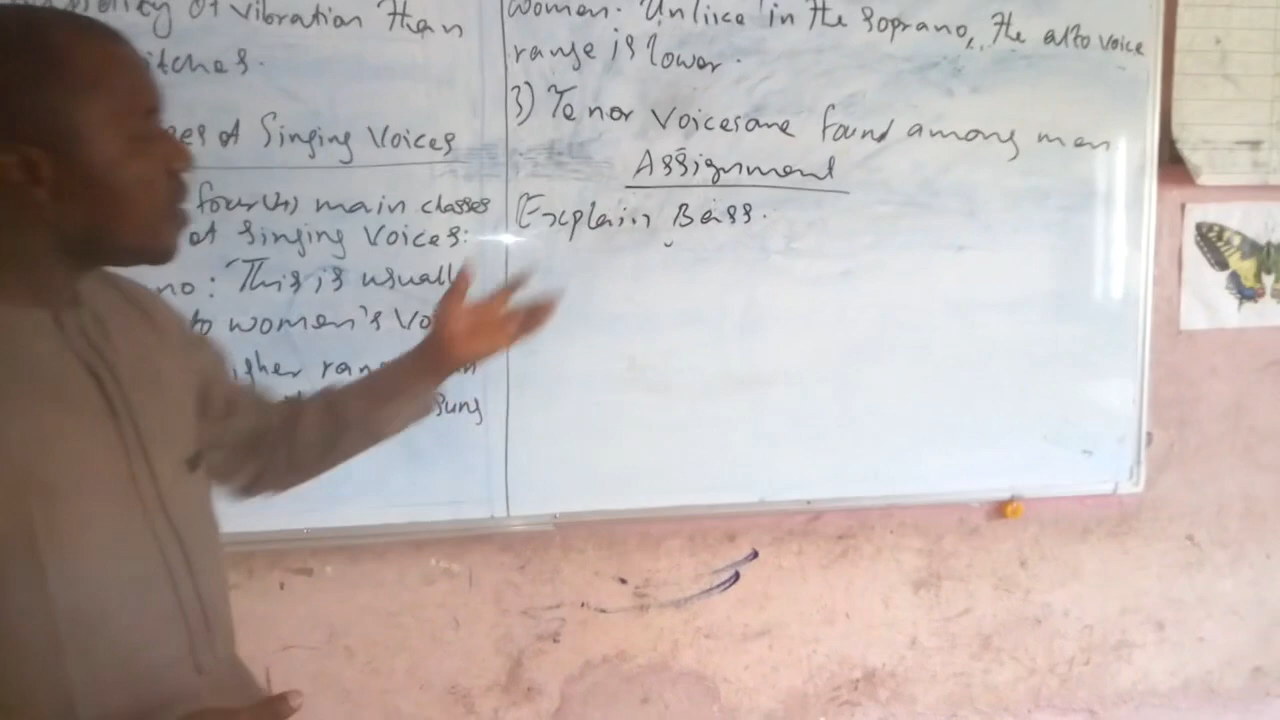 of vibration than
itches.
es of Singing Voices
four(4) main classes
of Singing Voices:
no: This is usually
to women's Vo
igher ran
sung
women. Unlike in the Soprano, the alto voice
range is lower.
3) Tenor Voices are found among men
Assignment
Explain Bass.